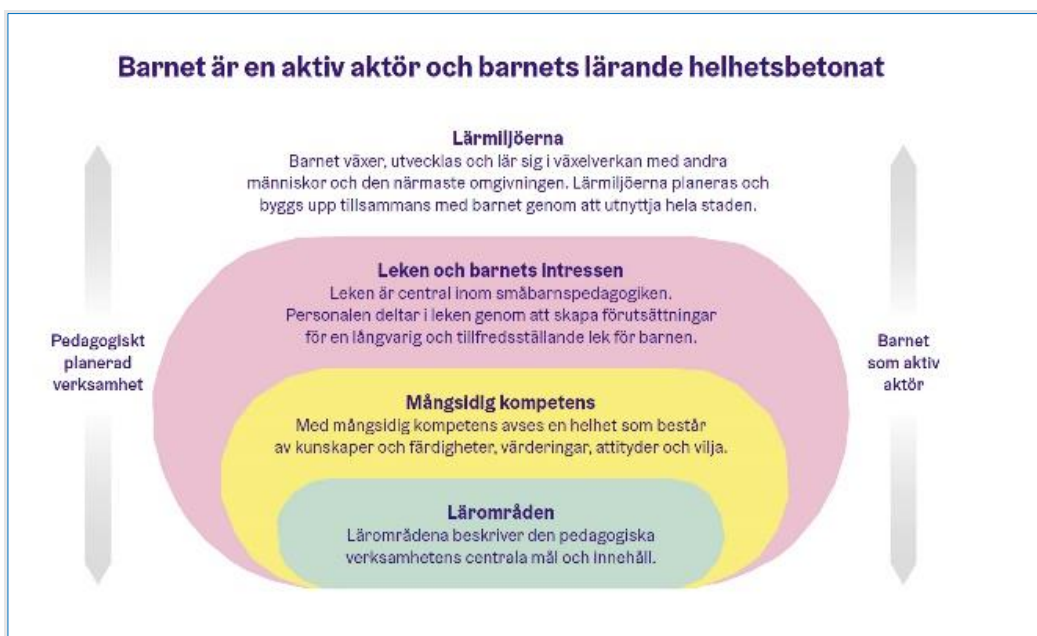 Barnet är en aktiv aktör och barnets lärande helhetsbetonat
Lärmiljöerna
Barnet växer, utvecklas och lär sig i växelverkan med andra
människor och den närmaste omgivningen. Lärmiljöerna planeras och
byggs upp tillsammans med barnet genom att utnyttja hela staden.
Leken och barnets intressen
Leken är central inom småbarnspedagogiken.
Personalen deltar i leken genom att skapa förutsättningar
för en långvarig och tillfredsställande lek för barnen.
Pedagogiskt
planerad
verksamhet
Barnet
som aktiv
aktör
Mångsidig kompetens
Med mångsidig kompetens avses en helhet som består
av kunskaper och färdigheter, värderingar, attityder och vilja.
Lärområden
Lärområdena beskriver den pedagogiska
verksamhetens centrala mål och innehåll.